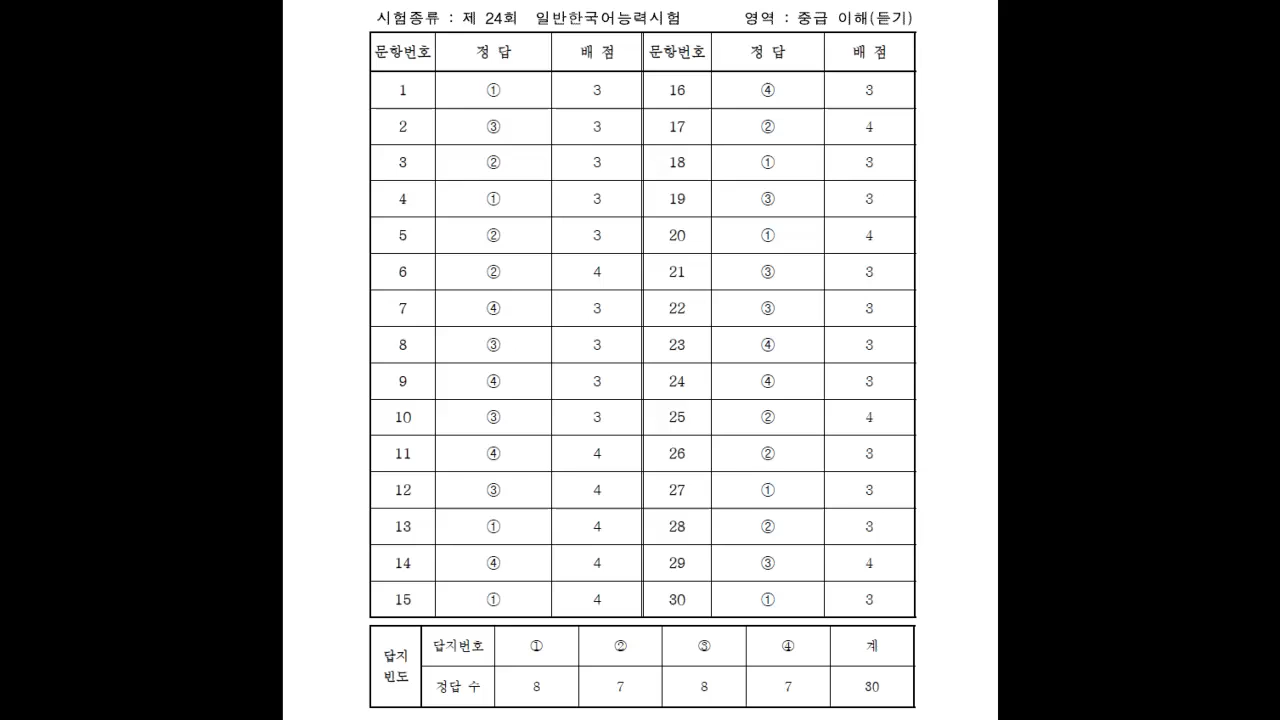 시험종류 : 제 24회 일반한국어능력시험 영역 : 중급 이해(듣기)
문항번호 정 답 배 점 문항번호 정 답 배 점
1 ① 3 16 ④ 3
2 ③ 3 17 ② 4
3 ② 3 18 ① 3
4 ① 3 19 ③ 3
5 ② 3 20 ① 4
6 ② 4 21 ③ 3
7 ④ 3 22 ③ 3
8 ③ 3 23 ④ 3
9 ④ 3 24 ④ 3
10 ③ 3 25 ② 4
11 ④ 4 26 ② 3
12 ③ 4 27 ① 3
13 ① 4 28 ② 3
14 ④ 4 29 ③ 4
15 ① 4 30 ① 3
답지 빈도 답지번호 ① ② ③ ④ 계
정답 수 8 7 8 7 30